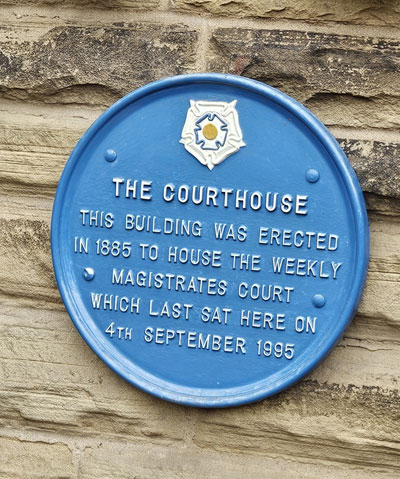 THE COURTHOUSE
THIS BUILDING WAS ERECTED
IN 1885 TO HOUSE THE WEEKLY
MAGISTRATES COURT
WHICH LAST SAT HERE ON
4TH SEPTEMBER 1995